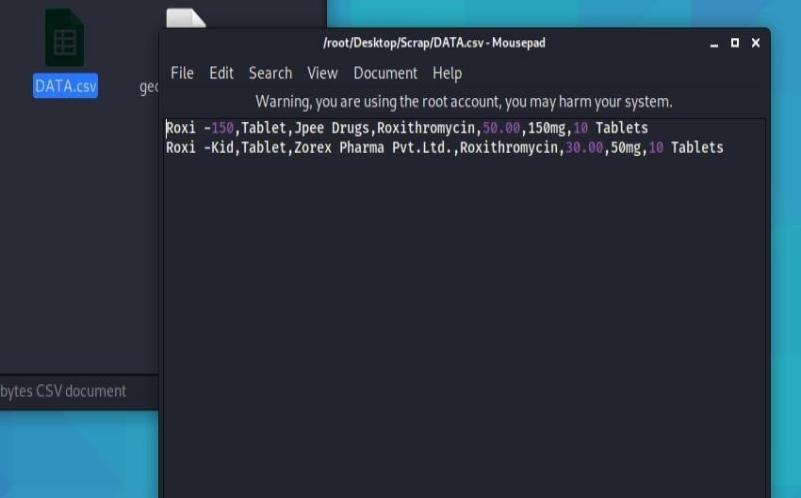 /root/Desktop/Scrap/DATA.csv - Mousepad
File Edit Search View Document Help
Warning, you are using the root account, you may harm your system.
Roxi -150,Tablet,Jpee Drugs,Roxithromycin,50.00,150mg,10 Tablets
Roxi -Kid,Tablet,Zorex Pharma Pvt.Ltd.,Roxithromycin,30.00,50mg,10 Tablets
DATA.csv
bytes CSV document